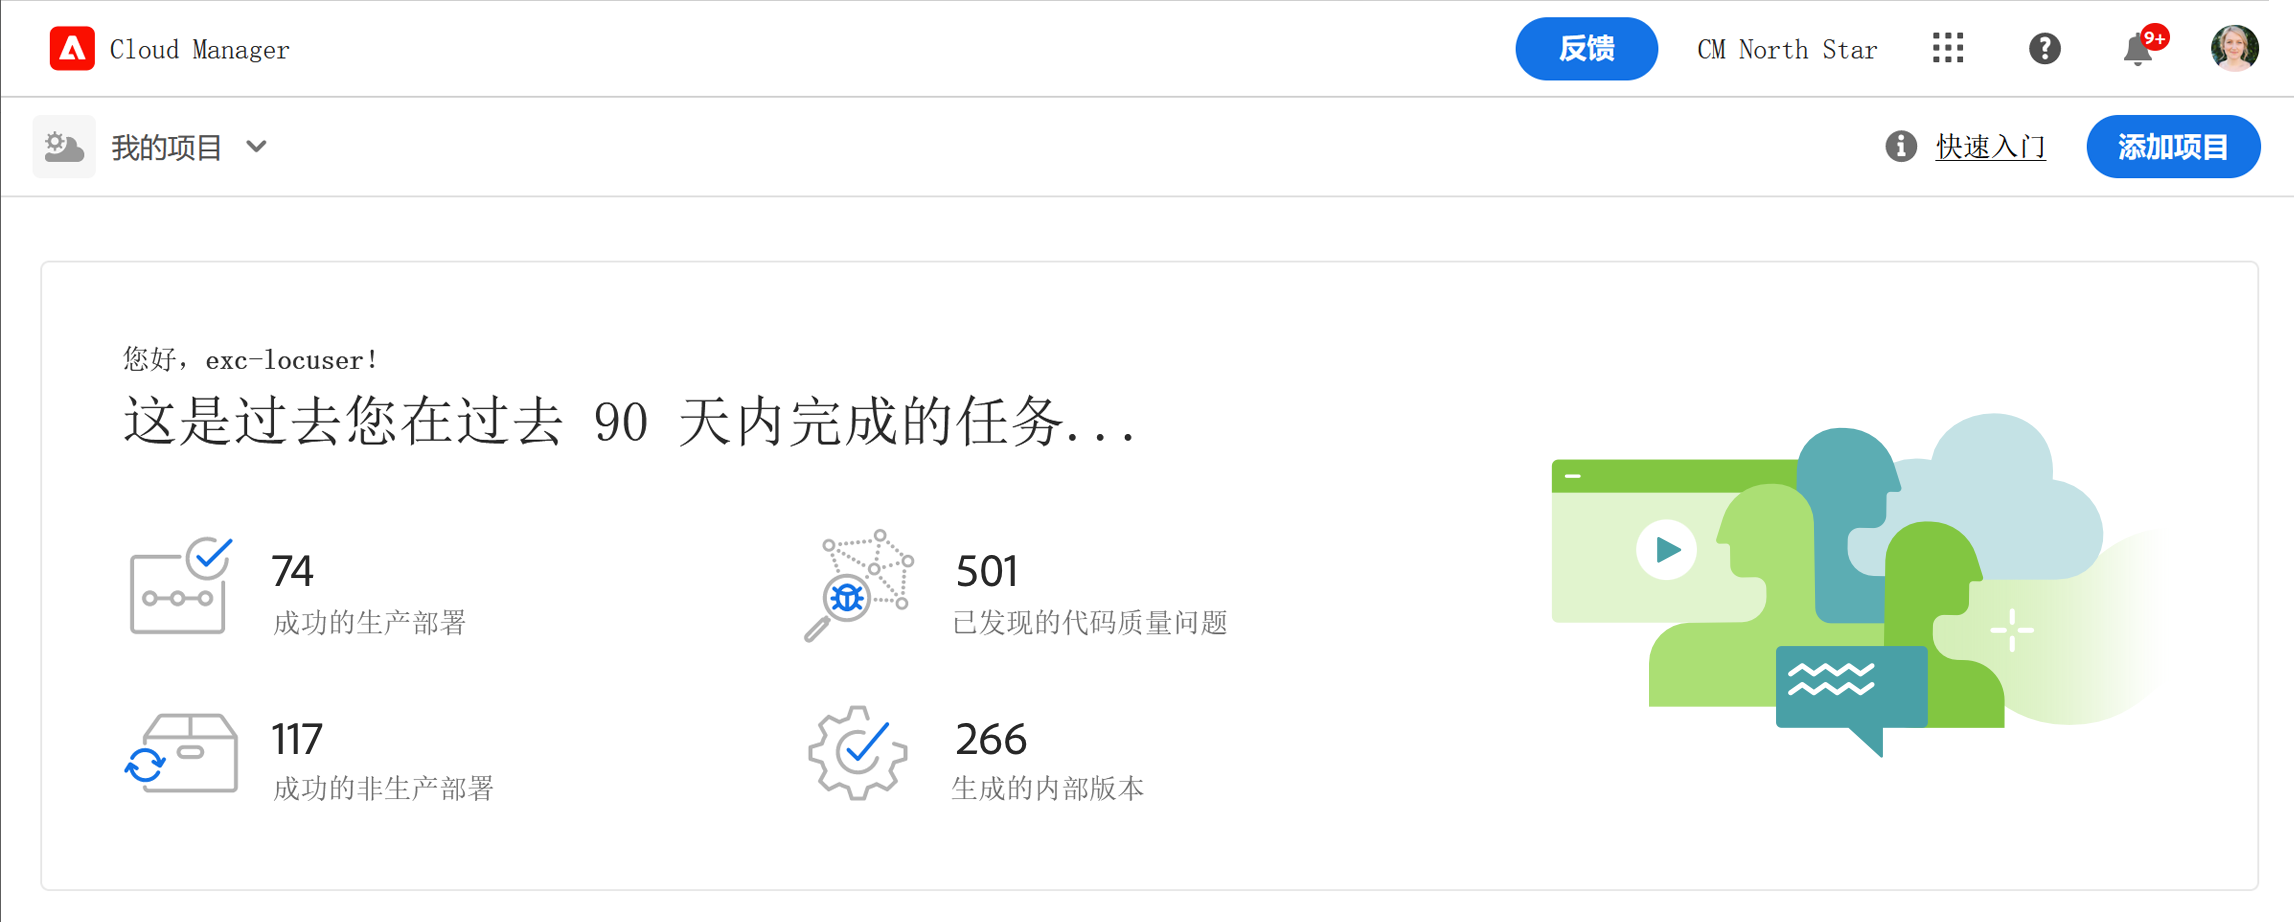 Cloud Manager
反馈
CM North Star
9+
我的项目
快速入门
添加项目
您好，exc-locuser！
这是过去您在过去 90 天内完成的任务...
74
成功的生产部署
501
已发现的代码质量问题
117
成功的非生产部署
266
生成的内部版本